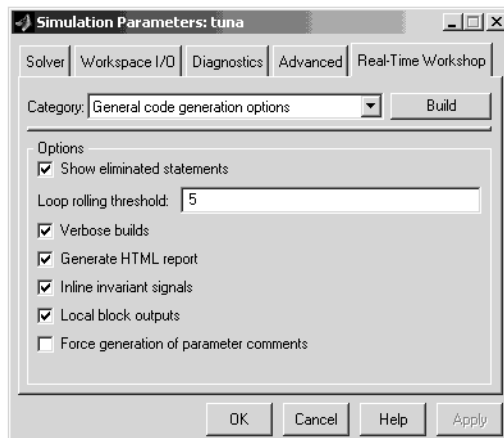 Simulation Parameters: tuna
Solver Workspace I/O Diagnostics Advanced Real-Time Workshop
Category: General code generation options Build
Options
Show eliminated statements
Loop rolling threshold: 5
Verbose builds
Generate HTML report
Inline invariant signals
Local block outputs
Force generation of parameter comments
OK Cancel Help Apply